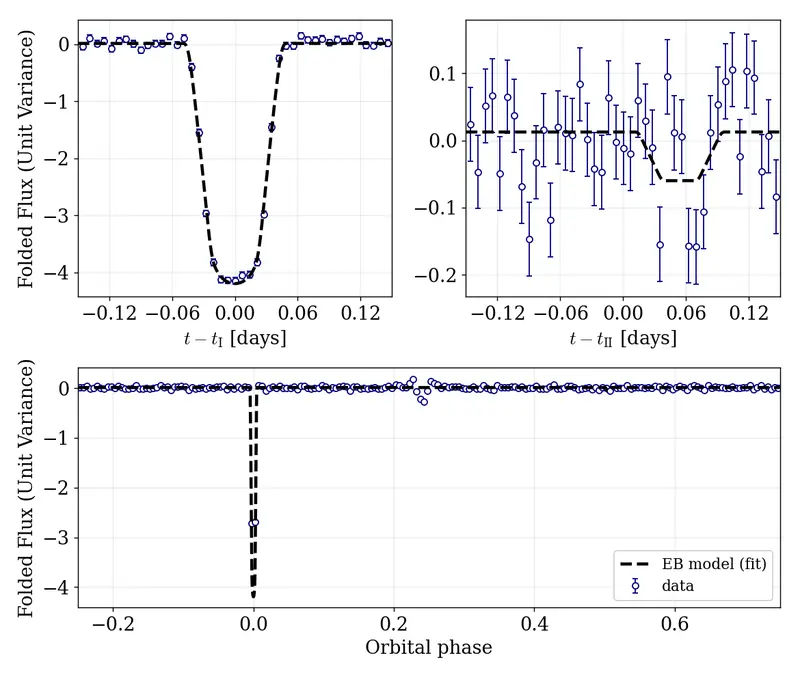 Folded Flux (Unit Variance)
0
−1
−2
−3
−4
−0.12 −0.06 0.00 0.06 0.12
t − t_I [days]
0.1
0.0
−0.1
−0.2
−0.12 −0.06 0.00 0.06 0.12
t − t_II [days]
Folded Flux (Unit Variance)
0
−1
−2
−3
−4
EB model (fit)
data
−0.2 0.0 0.2 0.4 0.6
Orbital phase